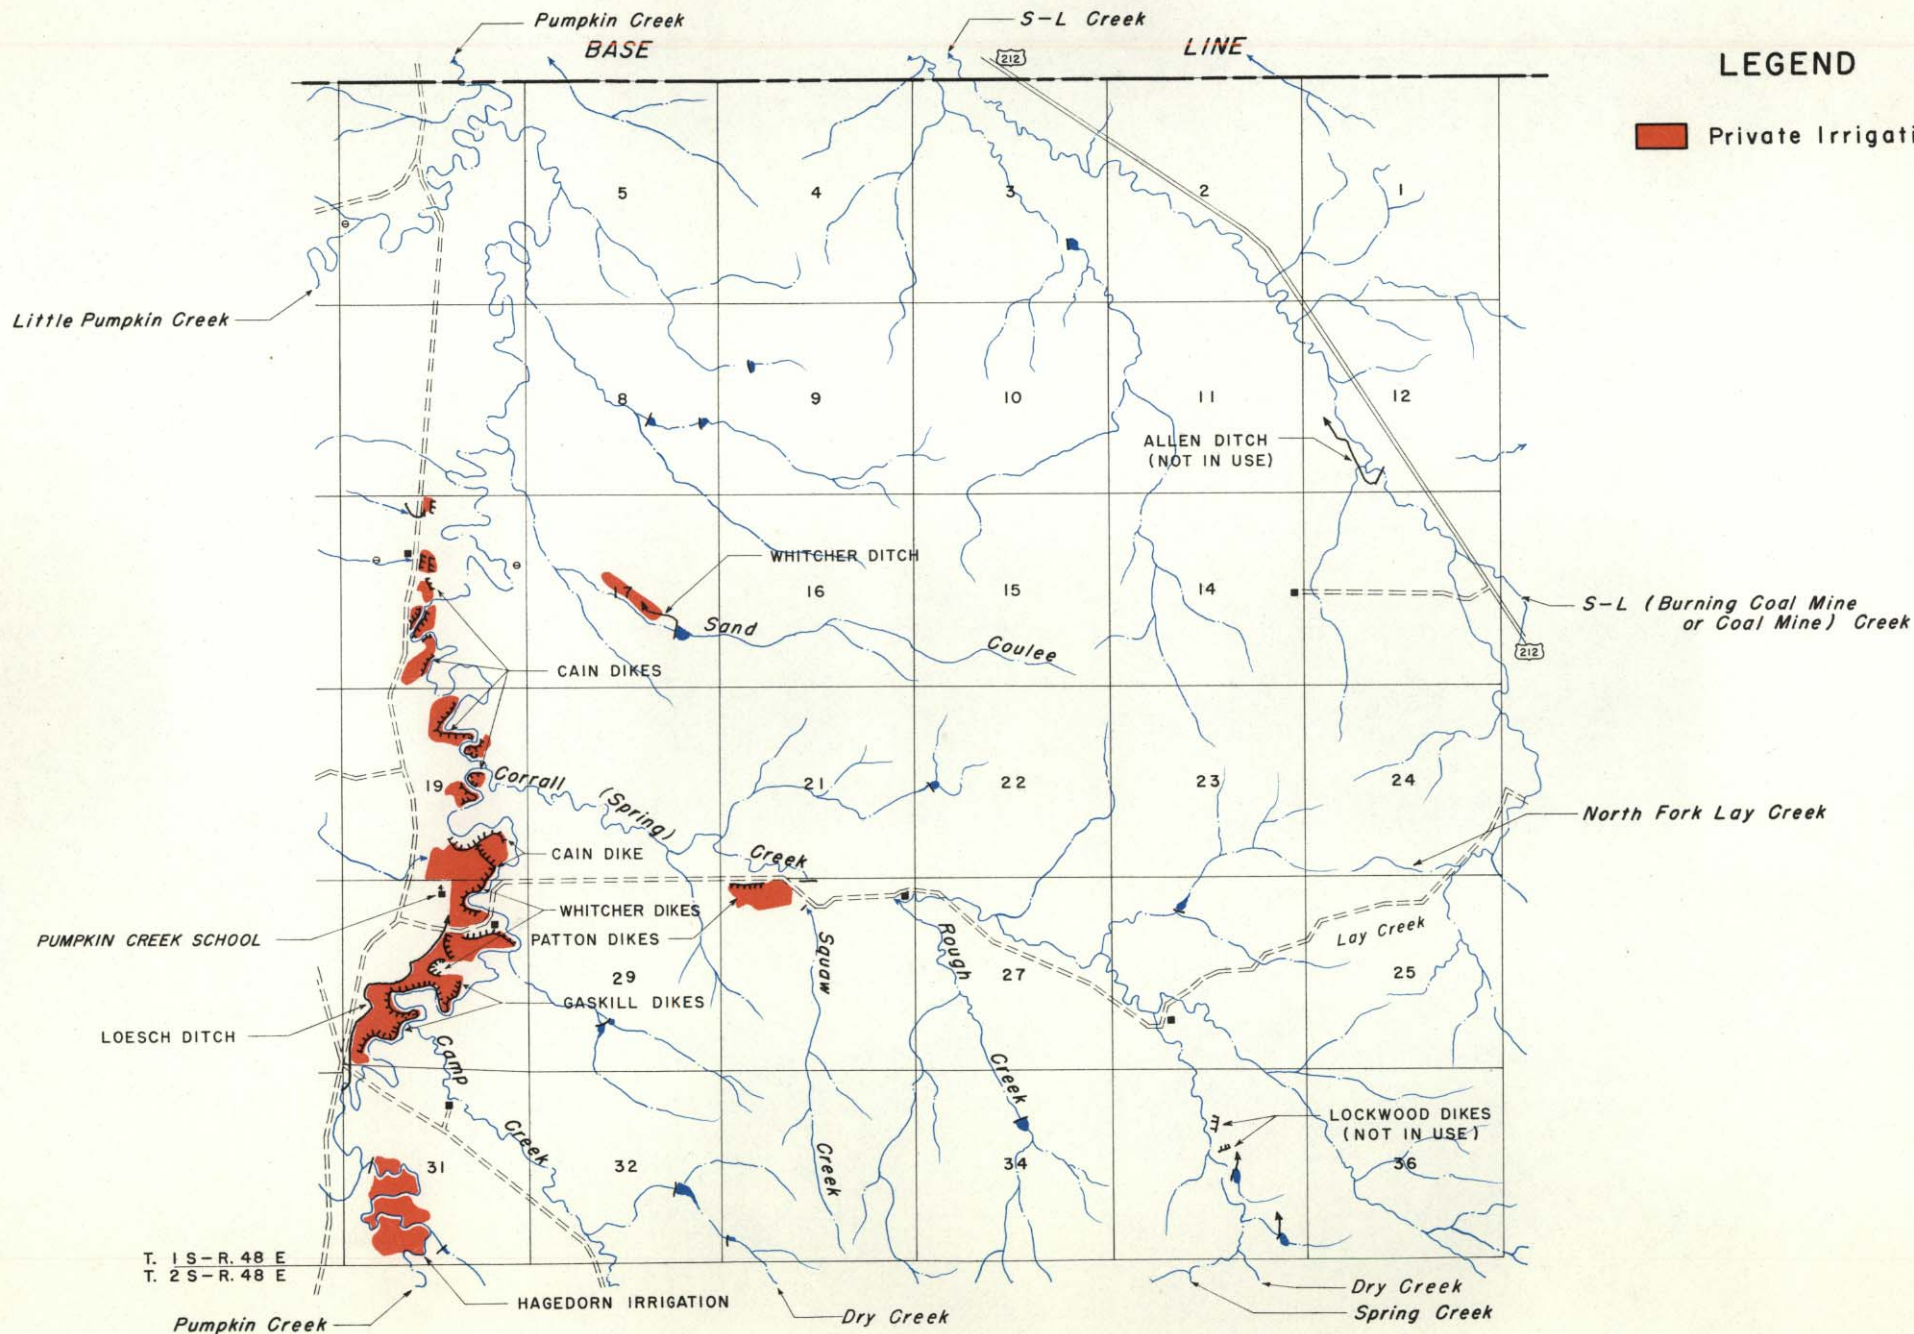 Pumpkin Creek
S-L Creek
BASE
LINE
212
LEGEND
Private Irrigati
5
4
3
2
1
Little Pumpkin Creek
8
9
10
11
12
ALLEN DITCH
(NOT IN USE)
WHITCHER DITCH
17
16
15
14
S-L (Burning Coal Mine
or Coal Mine) Creek
Sand
Coulee
212
CAIN DIKES
19
Corrall
(Spring)
Creek
21
22
23
24
North Fork Lay Creek
CAIN DIKE
WHITCHER DIKES
PUMPKIN CREEK SCHOOL
PATTON DIKES
Lay Creek
Squaw
Creek
Rough
Creek
29
27
25
GASKILL DIKES
LOESCH DITCH
Camp
Creek
LOCKWOOD DIKES
(NOT IN USE)
31
32
34
36
T. 1 S-R. 48 E
T. 2 S-R. 48 E
HAGEDORN IRRIGATION
Pumpkin Creek
Dry Creek
Dry Creek
Spring Creek